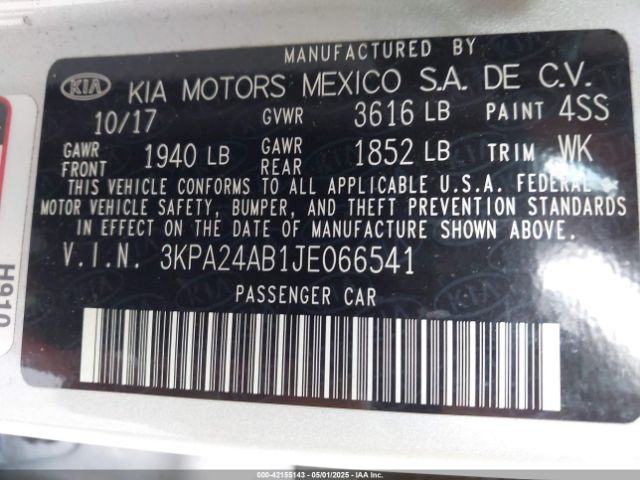 MANUFACTURED BY
KIA KIA MOTORS MEXICO S.A. DE C.V.
10/17 GVWR 3616 LB PAINT 4SS
GAWR FRONT 1940 LB GAWR REAR 1852 LB TRIM WK
THIS VEHICLE CONFORMS TO ALL APPLICABLE U.S.A. FEDERAL
MOTOR VEHICLE SAFETY, BUMPER, AND THEFT PREVENTION STANDARDS
IN EFFECT ON THE DATE OF MANUFACTURE SHOWN ABOVE.
V.I.N. 3KPA24AB1JE066541
PASSENGER CAR
H910
000-42155143 - 05/01/2025 - IAA Inc.